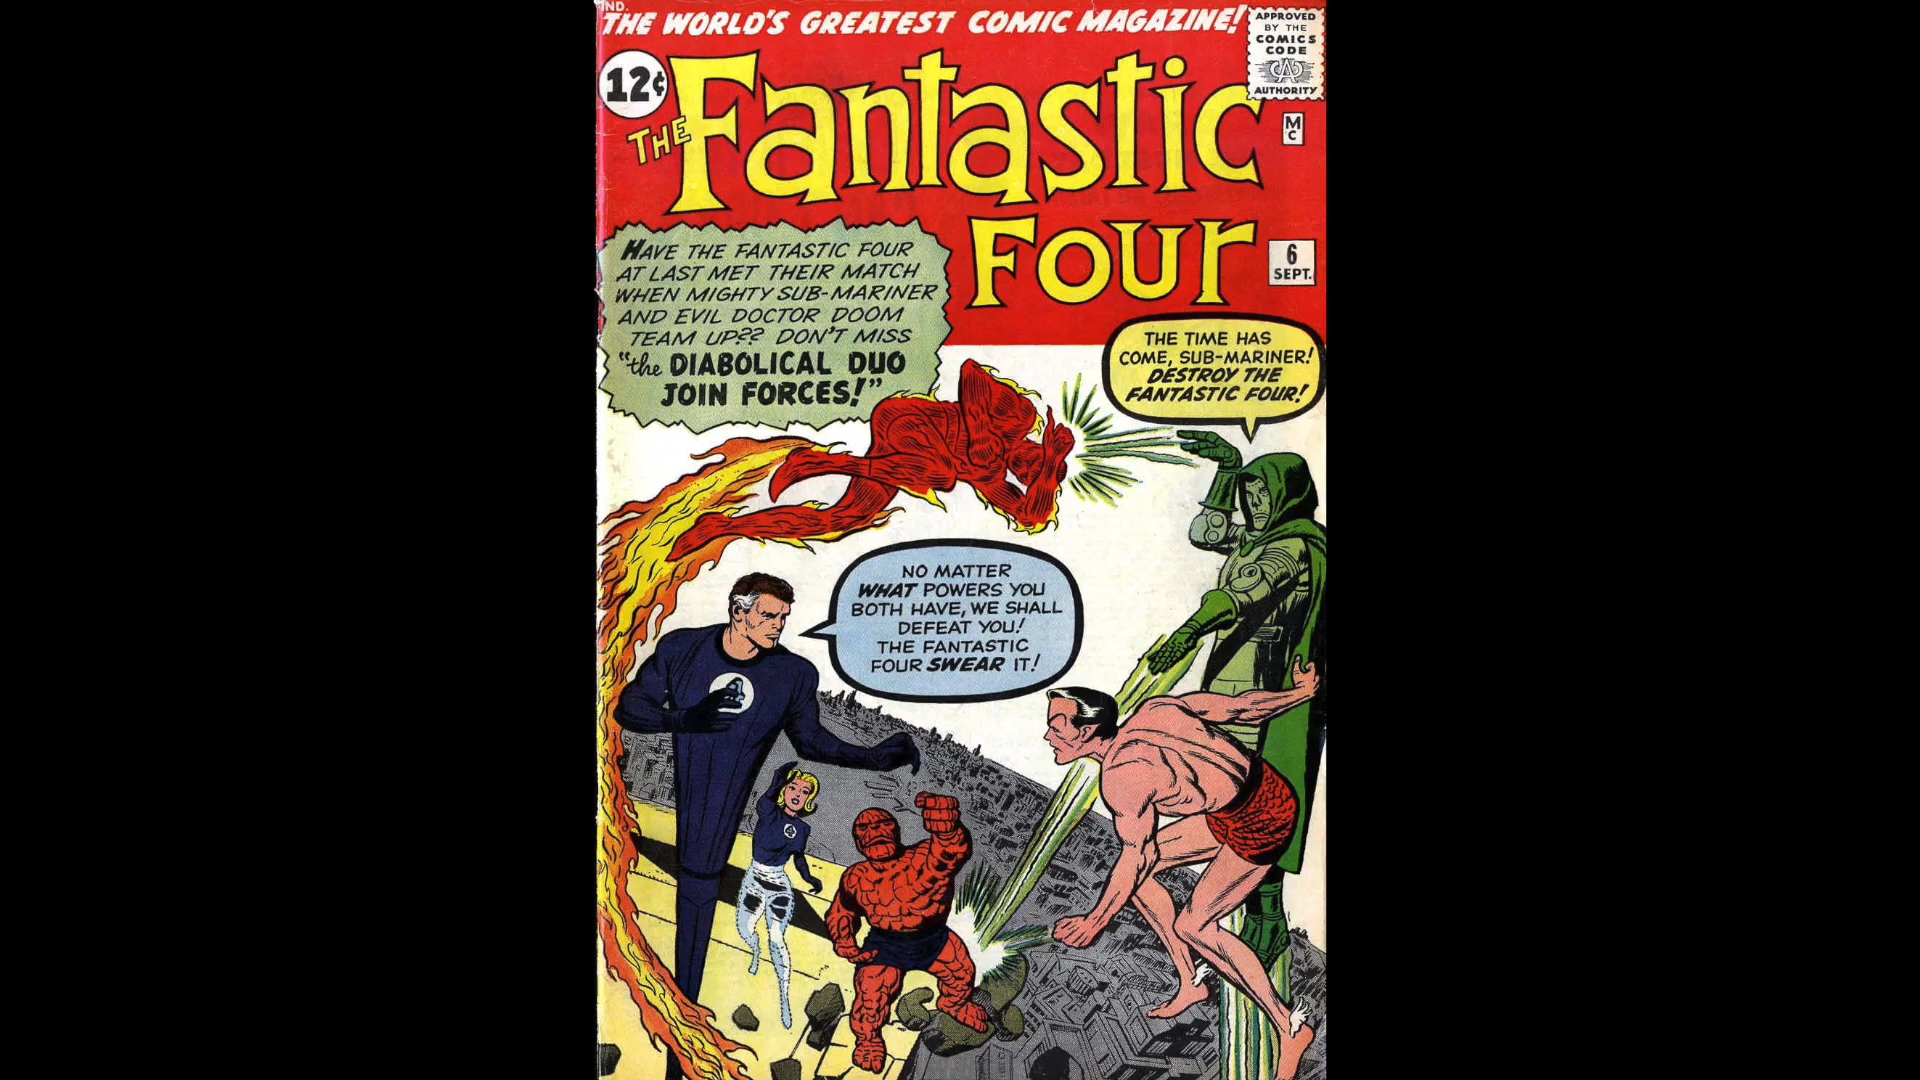 IND.
THE WORLD'S GREATEST COMIC MAGAZINE!
APPROVED
BY THE
COMICS
CODE
CA
AUTHORITY
12¢
THE Fantastic
Four
MC
6
SEPT.
HAVE THE FANTASTIC FOUR
AT LAST MET THEIR MATCH
WHEN MIGHTY SUB-MARINER
AND EVIL DOCTOR DOOM
TEAM UP?? DON'T MISS
"the DIABOLICAL DUO
JOIN FORCES!"
THE TIME HAS
COME, SUB-MARINER!
DESTROY THE
FANTASTIC FOUR!
NO MATTER
WHAT POWERS YOU
BOTH HAVE, WE SHALL
DEFEAT YOU!
THE FANTASTIC
FOUR SWEAR IT!
4